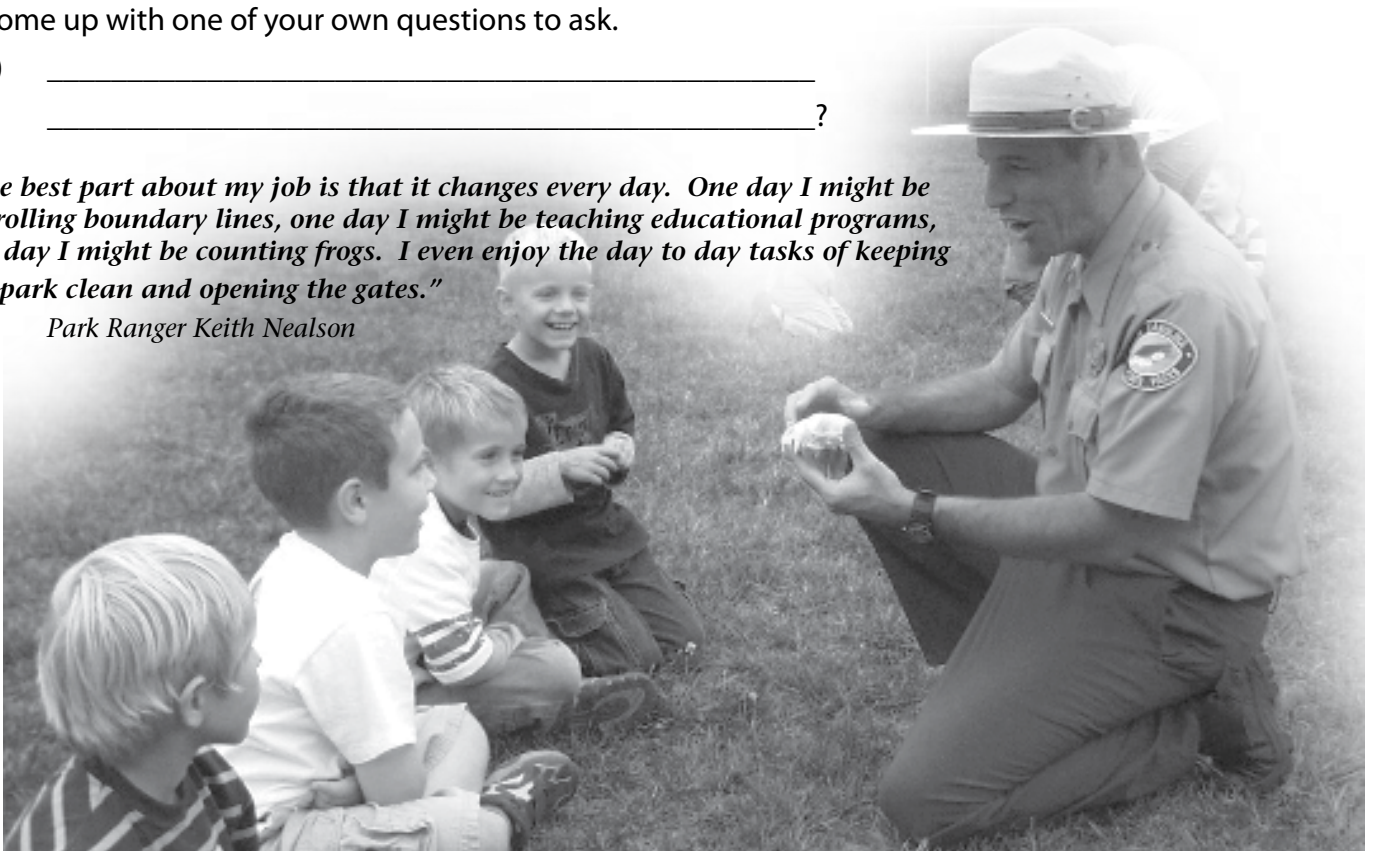 ome up with one of your own questions to ask.
) ________________________________________________
________________________________________________?
e best part about my job is that it changes every day. One day I might be
rolling boundary lines, one day I might be teaching educational programs,
day I might be counting frogs. I even enjoy the day to day tasks of keeping
park clean and opening the gates.”
Park Ranger Keith Nealson